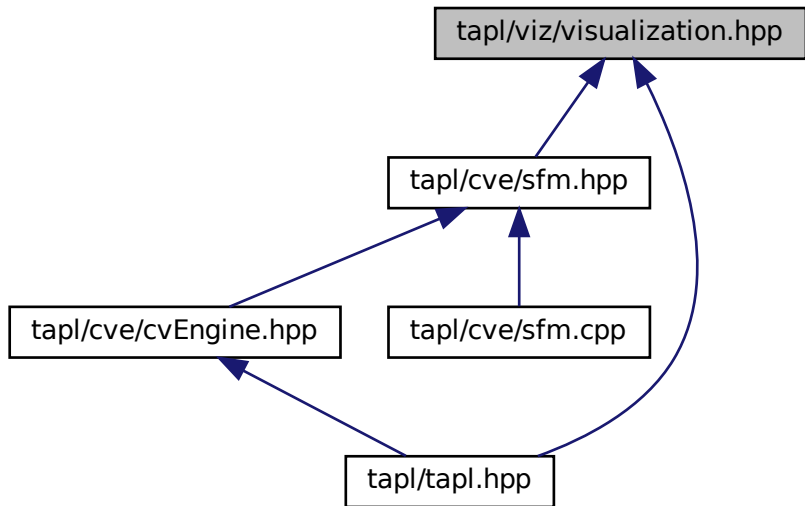 tapl/viz/visualization.hpp
tapl/cve/sfm.hpp
tapl/cve/cvEngine.hpp
tapl/cve/sfm.cpp
tapl/tapl.hpp